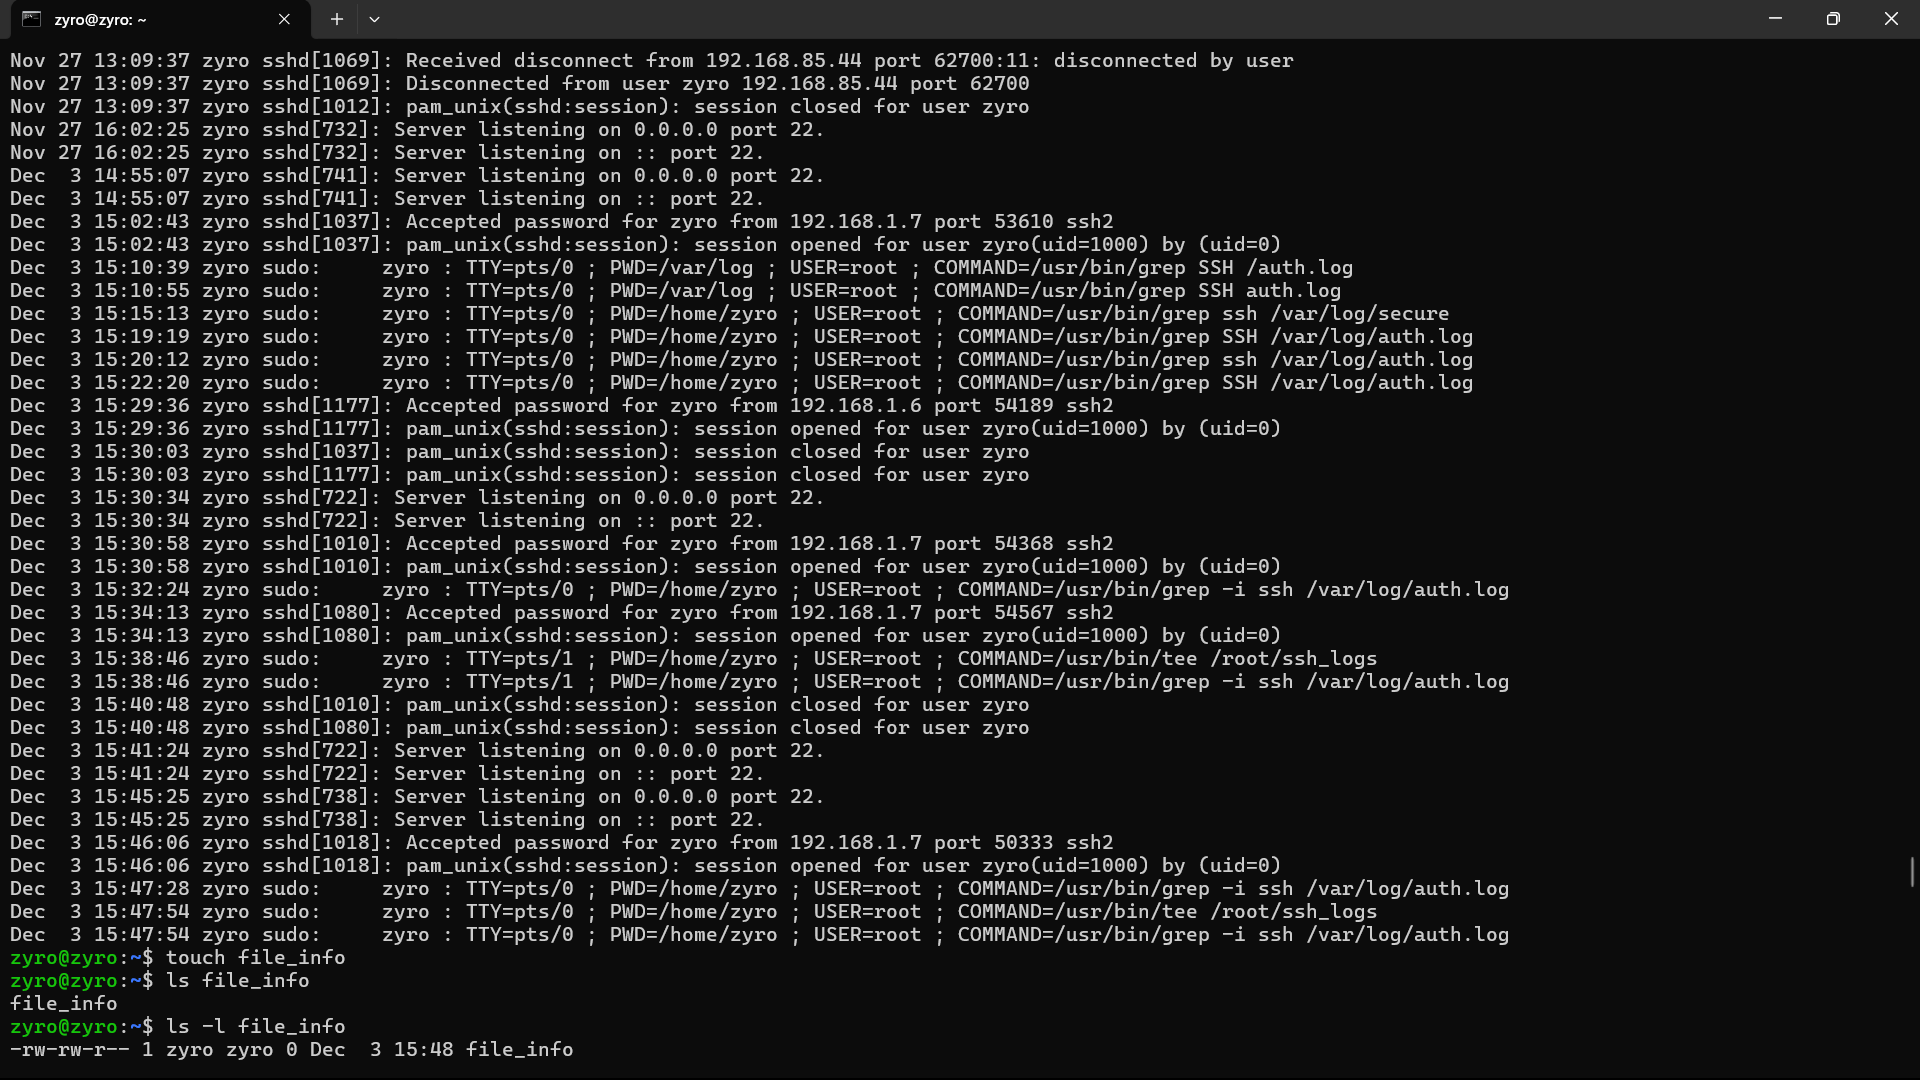 zyro@zyro: ~
Nov 27 13:09:37 zyro sshd[1069]: Received disconnect from 192.168.85.44 port 62700:11: disconnected by user
Nov 27 13:09:37 zyro sshd[1069]: Disconnected from user zyro 192.168.85.44 port 62700
Nov 27 13:09:37 zyro sshd[1012]: pam_unix(sshd:session): session closed for user zyro
Nov 27 16:02:25 zyro sshd[732]: Server listening on 0.0.0.0 port 22.
Nov 27 16:02:25 zyro sshd[732]: Server listening on :: port 22.
Dec  3 14:55:07 zyro sshd[741]: Server listening on 0.0.0.0 port 22.
Dec  3 14:55:07 zyro sshd[741]: Server listening on :: port 22.
Dec  3 15:02:43 zyro sshd[1037]: Accepted password for zyro from 192.168.1.7 port 53610 ssh2
Dec  3 15:02:43 zyro sshd[1037]: pam_unix(sshd:session): session opened for user zyro(uid=1000) by (uid=0)
Dec  3 15:10:39 zyro sudo:     zyro : TTY=pts/0 ; PWD=/var/log ; USER=root ; COMMAND=/usr/bin/grep SSH /auth.log
Dec  3 15:10:55 zyro sudo:     zyro : TTY=pts/0 ; PWD=/var/log ; USER=root ; COMMAND=/usr/bin/grep SSH auth.log
Dec  3 15:15:13 zyro sudo:     zyro : TTY=pts/0 ; PWD=/home/zyro ; USER=root ; COMMAND=/usr/bin/grep ssh /var/log/secure
Dec  3 15:19:19 zyro sudo:     zyro : TTY=pts/0 ; PWD=/home/zyro ; USER=root ; COMMAND=/usr/bin/grep SSH /var/log/auth.log
Dec  3 15:20:12 zyro sudo:     zyro : TTY=pts/0 ; PWD=/home/zyro ; USER=root ; COMMAND=/usr/bin/grep ssh /var/log/auth.log
Dec  3 15:22:20 zyro sudo:     zyro : TTY=pts/0 ; PWD=/home/zyro ; USER=root ; COMMAND=/usr/bin/grep SSH /var/log/auth.log
Dec  3 15:29:36 zyro sshd[1177]: Accepted password for zyro from 192.168.1.6 port 54189 ssh2
Dec  3 15:29:36 zyro sshd[1177]: pam_unix(sshd:session): session opened for user zyro(uid=1000) by (uid=0)
Dec  3 15:30:03 zyro sshd[1037]: pam_unix(sshd:session): session closed for user zyro
Dec  3 15:30:03 zyro sshd[1177]: pam_unix(sshd:session): session closed for user zyro
Dec  3 15:30:34 zyro sshd[722]: Server listening on 0.0.0.0 port 22.
Dec  3 15:30:34 zyro sshd[722]: Server listening on :: port 22.
Dec  3 15:30:58 zyro sshd[1010]: Accepted password for zyro from 192.168.1.7 port 54368 ssh2
Dec  3 15:30:58 zyro sshd[1010]: pam_unix(sshd:session): session opened for user zyro(uid=1000) by (uid=0)
Dec  3 15:32:24 zyro sudo:     zyro : TTY=pts/0 ; PWD=/home/zyro ; USER=root ; COMMAND=/usr/bin/grep -i ssh /var/log/auth.log
Dec  3 15:34:13 zyro sshd[1080]: Accepted password for zyro from 192.168.1.7 port 54567 ssh2
Dec  3 15:34:13 zyro sshd[1080]: pam_unix(sshd:session): session opened for user zyro(uid=1000) by (uid=0)
Dec  3 15:38:46 zyro sudo:     zyro : TTY=pts/1 ; PWD=/home/zyro ; USER=root ; COMMAND=/usr/bin/tee /root/ssh_logs
Dec  3 15:38:46 zyro sudo:     zyro : TTY=pts/1 ; PWD=/home/zyro ; USER=root ; COMMAND=/usr/bin/grep -i ssh /var/log/auth.log
Dec  3 15:40:48 zyro sshd[1010]: pam_unix(sshd:session): session closed for user zyro
Dec  3 15:40:48 zyro sshd[1080]: pam_unix(sshd:session): session closed for user zyro
Dec  3 15:41:24 zyro sshd[722]: Server listening on 0.0.0.0 port 22.
Dec  3 15:41:24 zyro sshd[722]: Server listening on :: port 22.
Dec  3 15:45:25 zyro sshd[738]: Server listening on 0.0.0.0 port 22.
Dec  3 15:45:25 zyro sshd[738]: Server listening on :: port 22.
Dec  3 15:46:06 zyro sshd[1018]: Accepted password for zyro from 192.168.1.7 port 50333 ssh2
Dec  3 15:46:06 zyro sshd[1018]: pam_unix(sshd:session): session opened for user zyro(uid=1000) by (uid=0)
Dec  3 15:47:28 zyro sudo:     zyro : TTY=pts/0 ; PWD=/home/zyro ; USER=root ; COMMAND=/usr/bin/grep -i ssh /var/log/auth.log
Dec  3 15:47:54 zyro sudo:     zyro : TTY=pts/0 ; PWD=/home/zyro ; USER=root ; COMMAND=/usr/bin/tee /root/ssh_logs
Dec  3 15:47:54 zyro sudo:     zyro : TTY=pts/0 ; PWD=/home/zyro ; USER=root ; COMMAND=/usr/bin/grep -i ssh /var/log/auth.log
zyro@zyro:~$ touch file_info
zyro@zyro:~$ ls file_info
file_info
zyro@zyro:~$ ls -l file_info
-rw-rw-r-- 1 zyro zyro 0 Dec  3 15:48 file_info